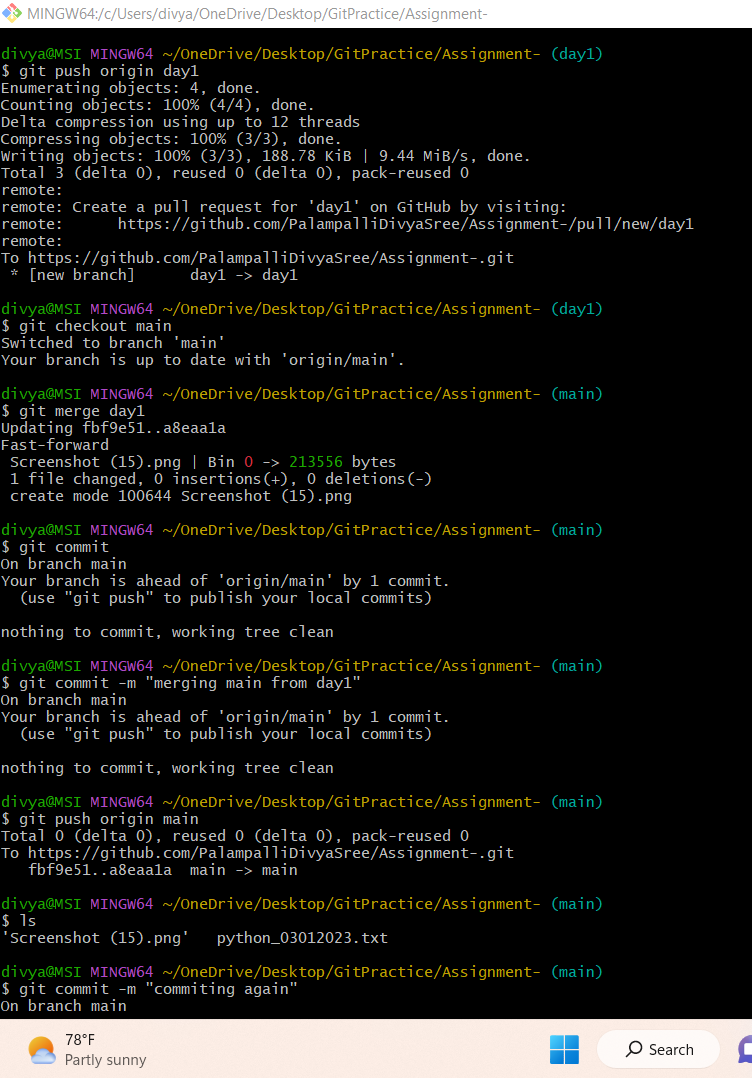 MINGW64:/c/Users/divya/OneDrive/Desktop/GitPractice/Assignment-
divya@MSI MINGW64 ~/OneDrive/Desktop/GitPractice/Assignment- (day1)
$ git push origin day1
Enumerating objects: 4, done.
Counting objects: 100% (4/4), done.
Delta compression using up to 12 threads
Compressing objects: 100% (3/3), done.
Writing objects: 100% (3/3), 188.78 KiB | 9.44 MiB/s, done.
Total 3 (delta 0), reused 0 (delta 0), pack-reused 0
remote:
remote: Create a pull request for 'day1' on GitHub by visiting:
remote:      https://github.com/PalampalliDivyaSree/Assignment-/pull/new/day1
remote:
To https://github.com/PalampalliDivyaSree/Assignment-.git
 * [new branch]      day1 -> day1
divya@MSI MINGW64 ~/OneDrive/Desktop/GitPractice/Assignment- (day1)
$ git checkout main
Switched to branch 'main'
Your branch is up to date with 'origin/main'.
divya@MSI MINGW64 ~/OneDrive/Desktop/GitPractice/Assignment- (main)
$ git merge day1
Updating fbf9e51..a8eaa1a
Fast-forward
 Screenshot (15).png | Bin 0 -> 213556 bytes
 1 file changed, 0 insertions(+), 0 deletions(-)
 create mode 100644 Screenshot (15).png
divya@MSI MINGW64 ~/OneDrive/Desktop/GitPractice/Assignment- (main)
$ git commit
On branch main
Your branch is ahead of 'origin/main' by 1 commit.
  (use "git push" to publish your local commits)
nothing to commit, working tree clean
divya@MSI MINGW64 ~/OneDrive/Desktop/GitPractice/Assignment- (main)
$ git commit -m "merging main from day1"
On branch main
Your branch is ahead of 'origin/main' by 1 commit.
  (use "git push" to publish your local commits)
nothing to commit, working tree clean
divya@MSI MINGW64 ~/OneDrive/Desktop/GitPractice/Assignment- (main)
$ git push origin main
Total 0 (delta 0), reused 0 (delta 0), pack-reused 0
To https://github.com/PalampalliDivyaSree/Assignment-.git
   fbf9e51..a8eaa1a  main -> main
divya@MSI MINGW64 ~/OneDrive/Desktop/GitPractice/Assignment- (main)
$ ls
'Screenshot (15).png'   python_03012023.txt
divya@MSI MINGW64 ~/OneDrive/Desktop/GitPractice/Assignment- (main)
$ git commit -m "commiting again"
On branch main
78°F
Partly sunny
Search